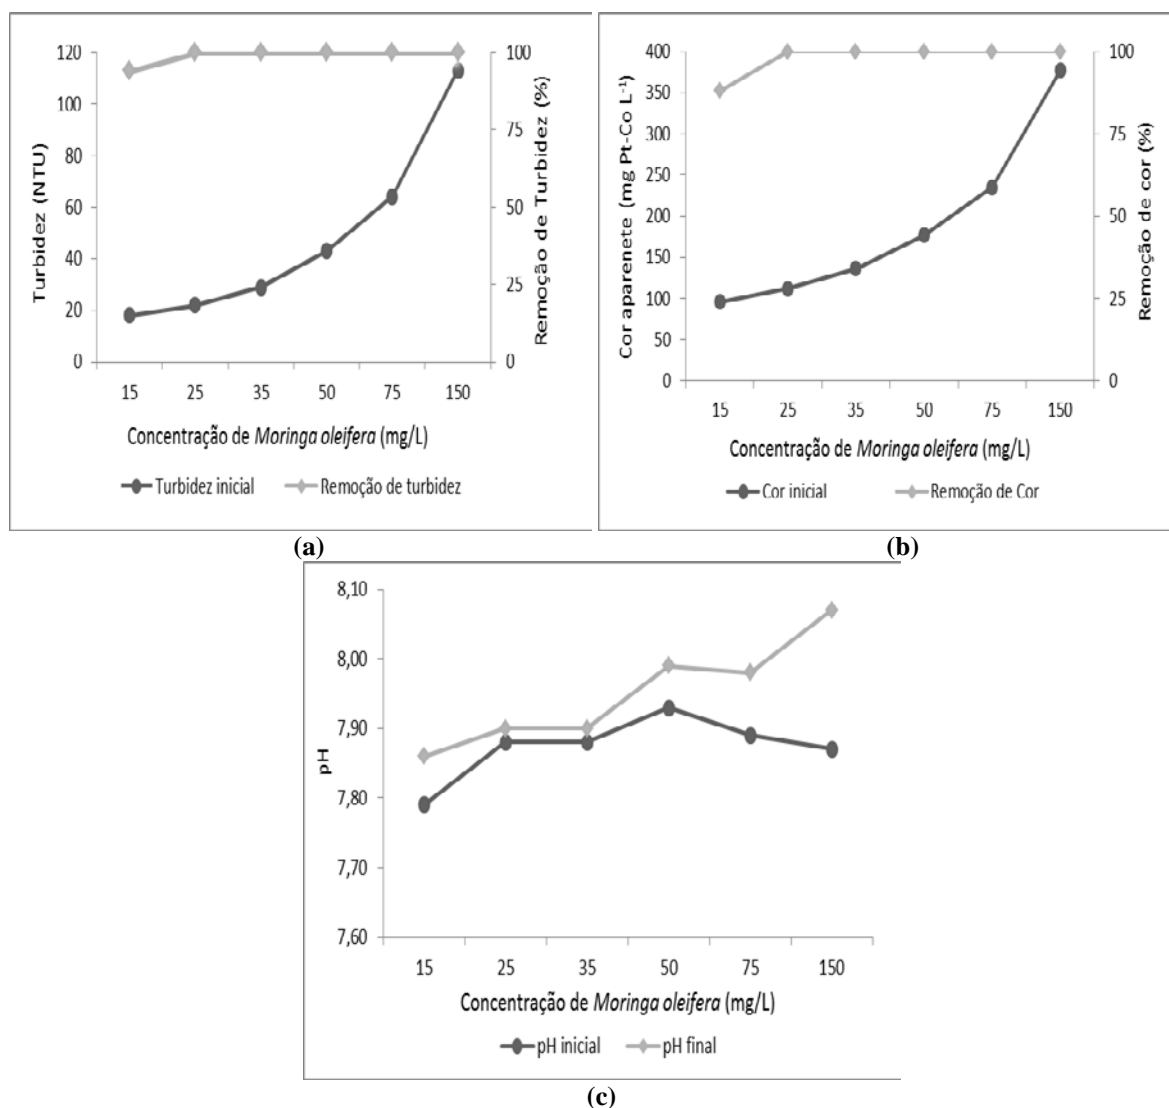 120
100
80
60
40
20
0
Turbidez (NTU)
100
75
50
25
0
Remoção de Turbidez (%)
15 25 35 50 75 150
Concentração de Moringa oleifera (mg/L)
Turbidez inicial Remoção de turbidez
(a)
400
350
300
250
200
150
100
50
0
Cor aparenete (mg Pt-Co L⁻¹)
100
75
50
25
0
Remoção de cor (%)
15 25 35 50 75 150
Concentração de Moringa oleifera (mg/L)
Cor inicial Remoção de Cor
(b)
8,10
8,00
7,90
7,80
7,70
7,60
pH
15 25 35 50 75 150
Concentração de Moringa oleifera (mg/L)
pH inicial pH final
(c)